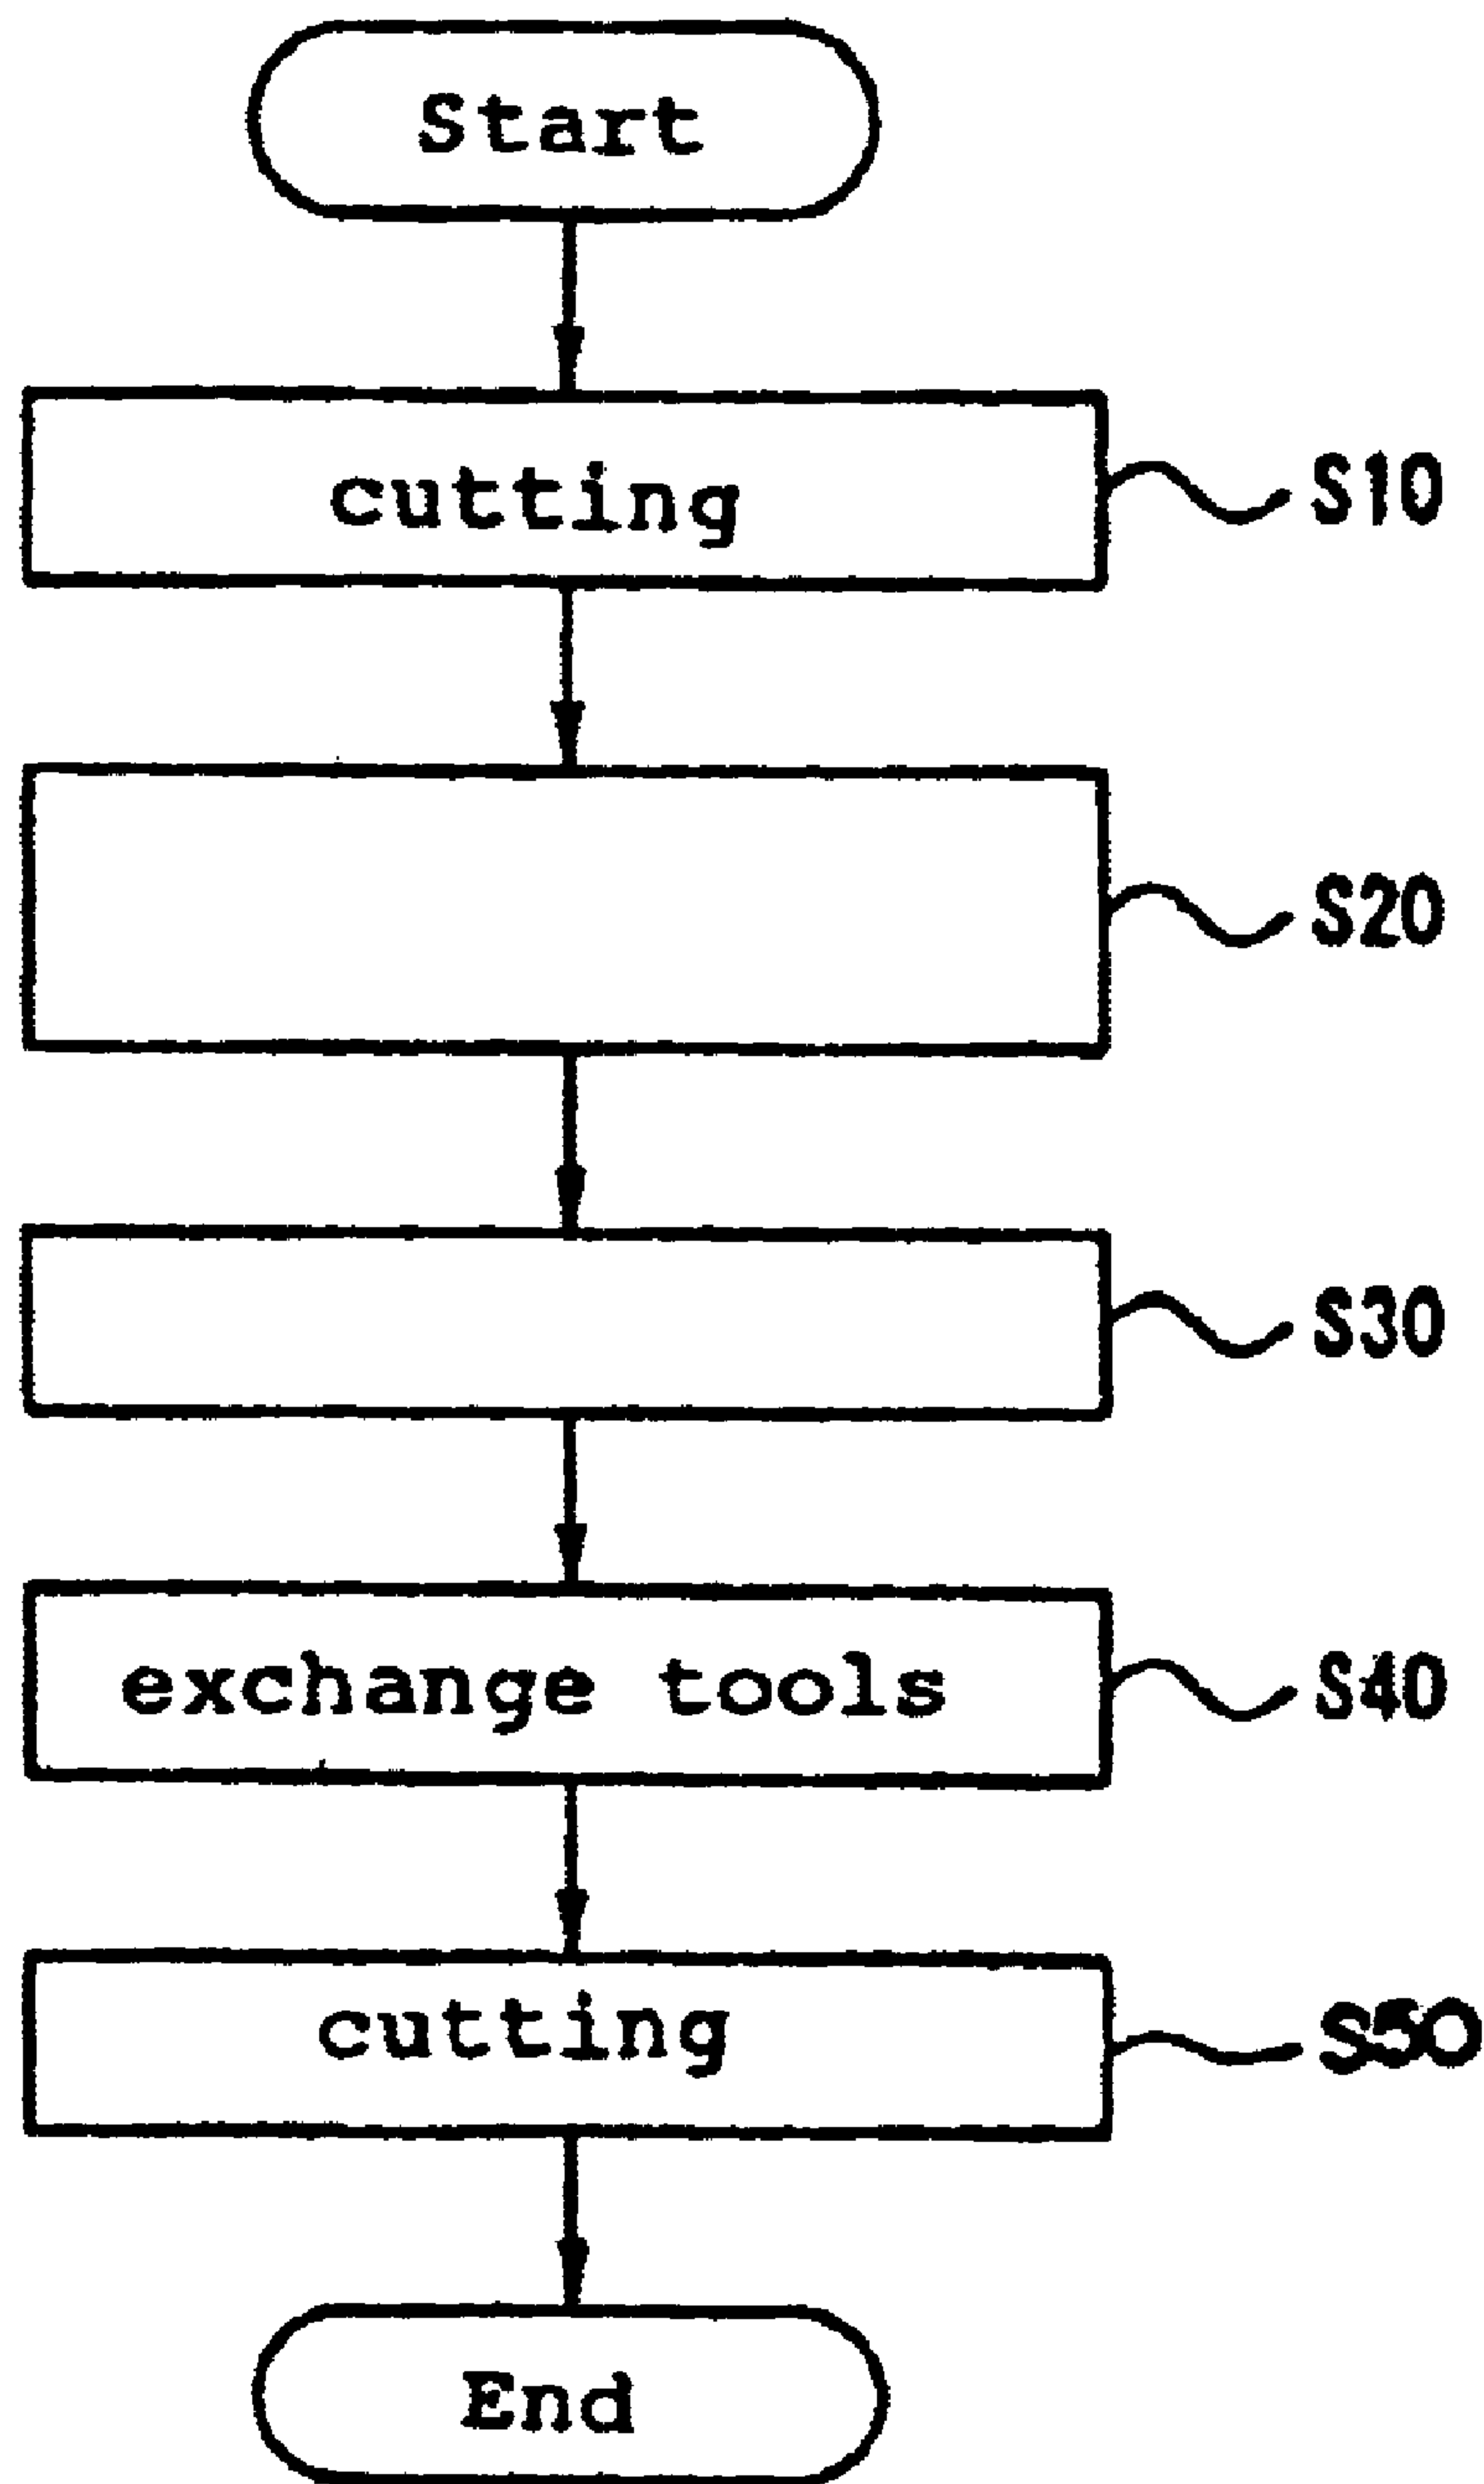 Start
cutting S10
S20
S30
exchange tools S40
cutting S50
End